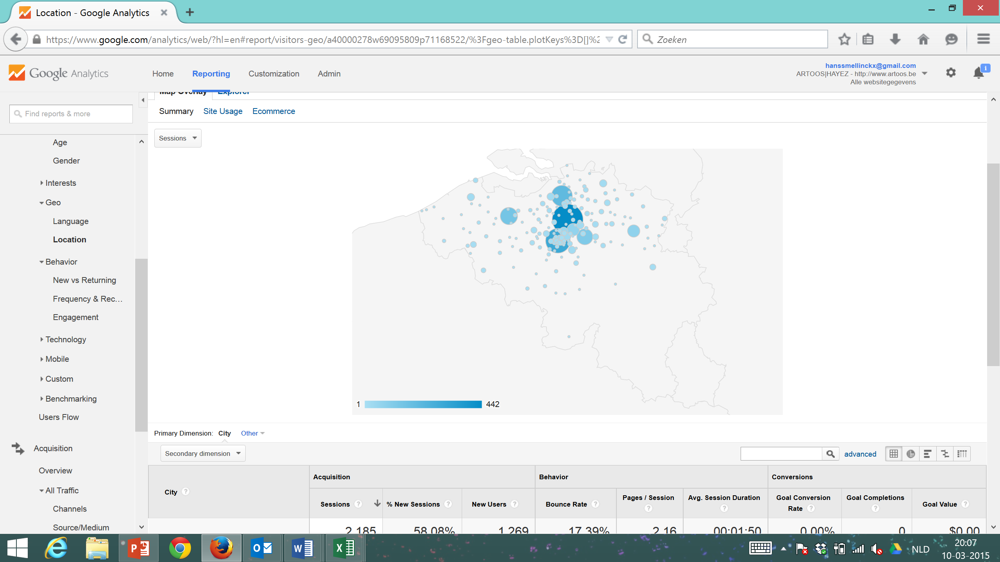 Location - Google Analytics
https://www.google.com/analytics/web/?hl=en#report/visitors-geo/a40000278w69095809p71168522/%3Fgeo-table.plotKeys%3D[]%2
Zoeken
Google Analytics
Home
Reporting
Customization
Admin
hanssmellinckx@gmail.com
ARTOOS|HAYEZ - http://www.artoos.be
Alle websitegegevens
Map Overlay
Explorer
Find reports & more
Summary
Site Usage
Ecommerce
Sessions
Age
Gender
Interests
Geo
Language
Location
Behavior
New vs Returning
Frequency & Rec...
Engagement
Technology
Mobile
Custom
Benchmarking
Users Flow
Acquisition
Overview
All Traffic
Channels
Source/Medium
1
442
Primary Dimension: City Other
Secondary dimension
advanced
City
Acquisition
Behavior
Conversions
Sessions
% New Sessions
New Users
Bounce Rate
Pages / Session
Avg. Session Duration
Goal Conversion
Rate
Goal Completions
Goal Value
2.185
58.08%
1.269
17.39%
2.16
00:01:50
0.00%
0
$0.00
NLD
20:07
10-03-2015